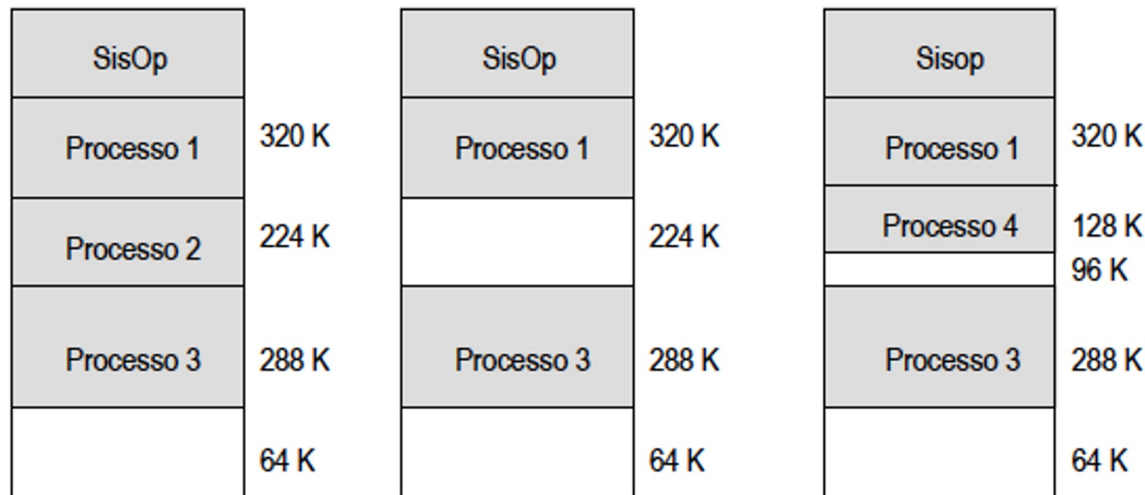 SisOp
Processo 1
320 K
Processo 2
224 K
Processo 3
288 K
64 K
SisOp
Processo 1
320 K
224 K
Processo 3
288 K
64 K
Sisop
Processo 1
320 K
Processo 4
128 K
96 K
Processo 3
288 K
64 K